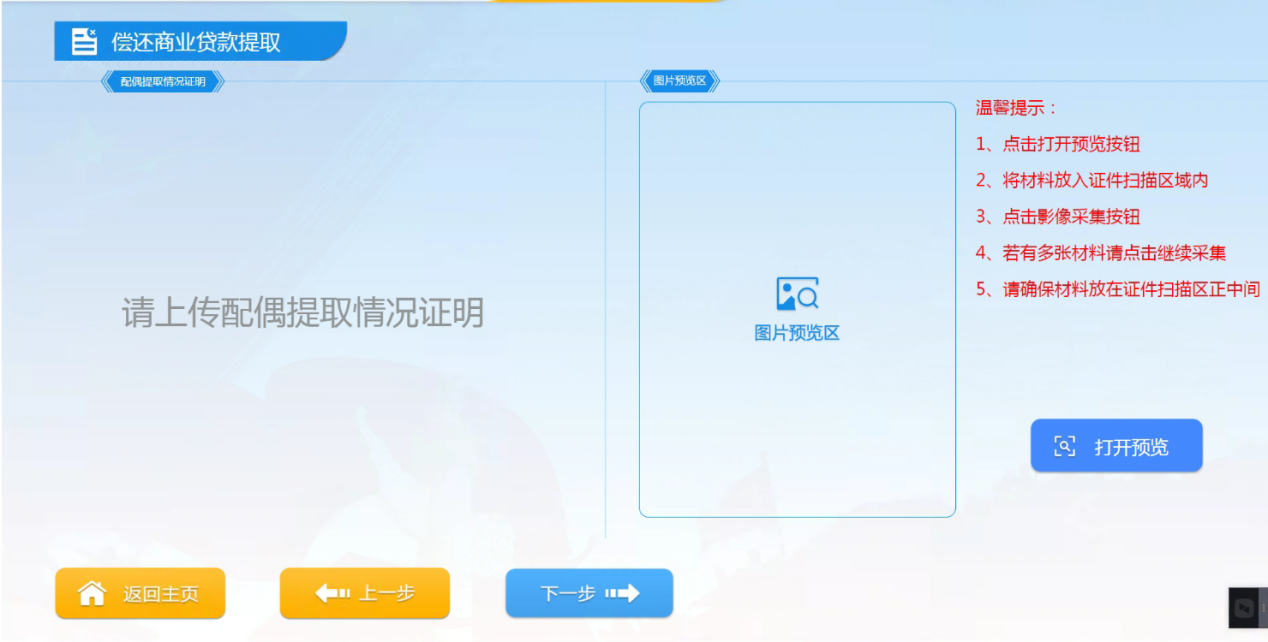 偿还商业贷款提取
配偶提取情况证明
请上传配偶提取情况证明
图片预览区
图片预览区
温馨提示：
1、点击打开预览按钮
2、将材料放入证件扫描区域内
3、点击影像采集按钮
4、若有多张材料请点击继续采集
5、请确保材料放在证件扫描区正中间
打开预览
返回主页
上一步
下一步